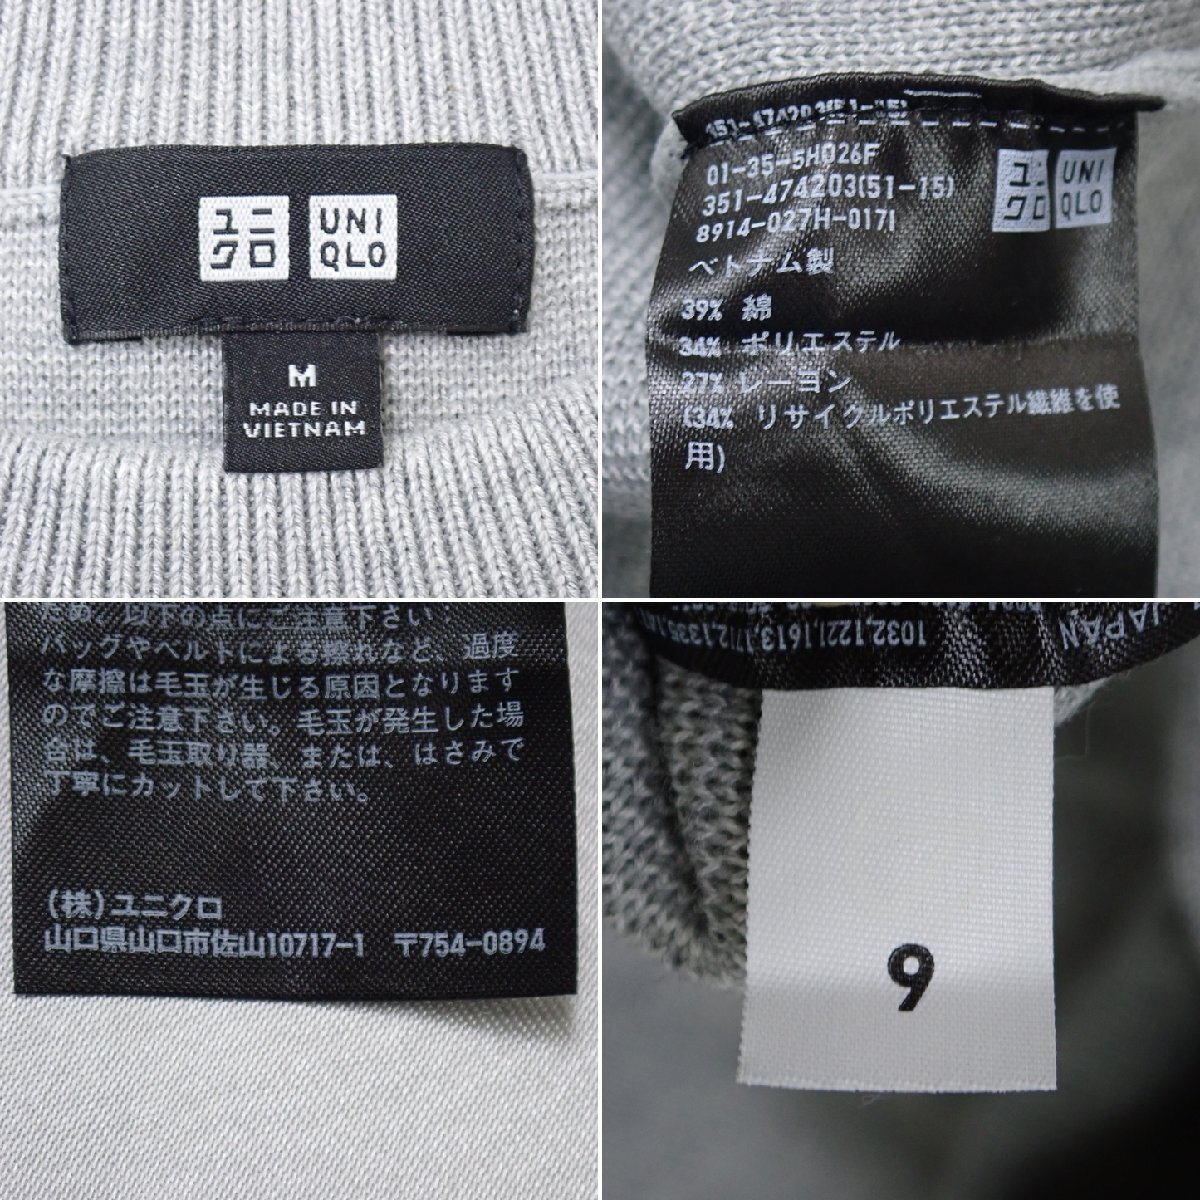 ユニ
クロ
UNI
QLO
M
MADE IN
VIETNAM
01-35-5H026F
351-474203(51-15)
8914-027H-017|
ユニ
クロ
UNI
QLO
ベトナム製
39% 綿
34% ポリエステル
27% レーヨン
(34% リサイクルポリエステル繊維を使
用)
ため、以下の点にご注意下さい
バッグやベルトによる擦れなど、過度
な摩擦は毛玉が生じる原因となります
のでご注意下さい。毛玉が発生した場
合は、毛玉取り器、または、はさみで
丁寧にカットして下さい。
(株)ユニクロ
山口県山口市佐山10717-1 〒754-0894
JAPAN
9